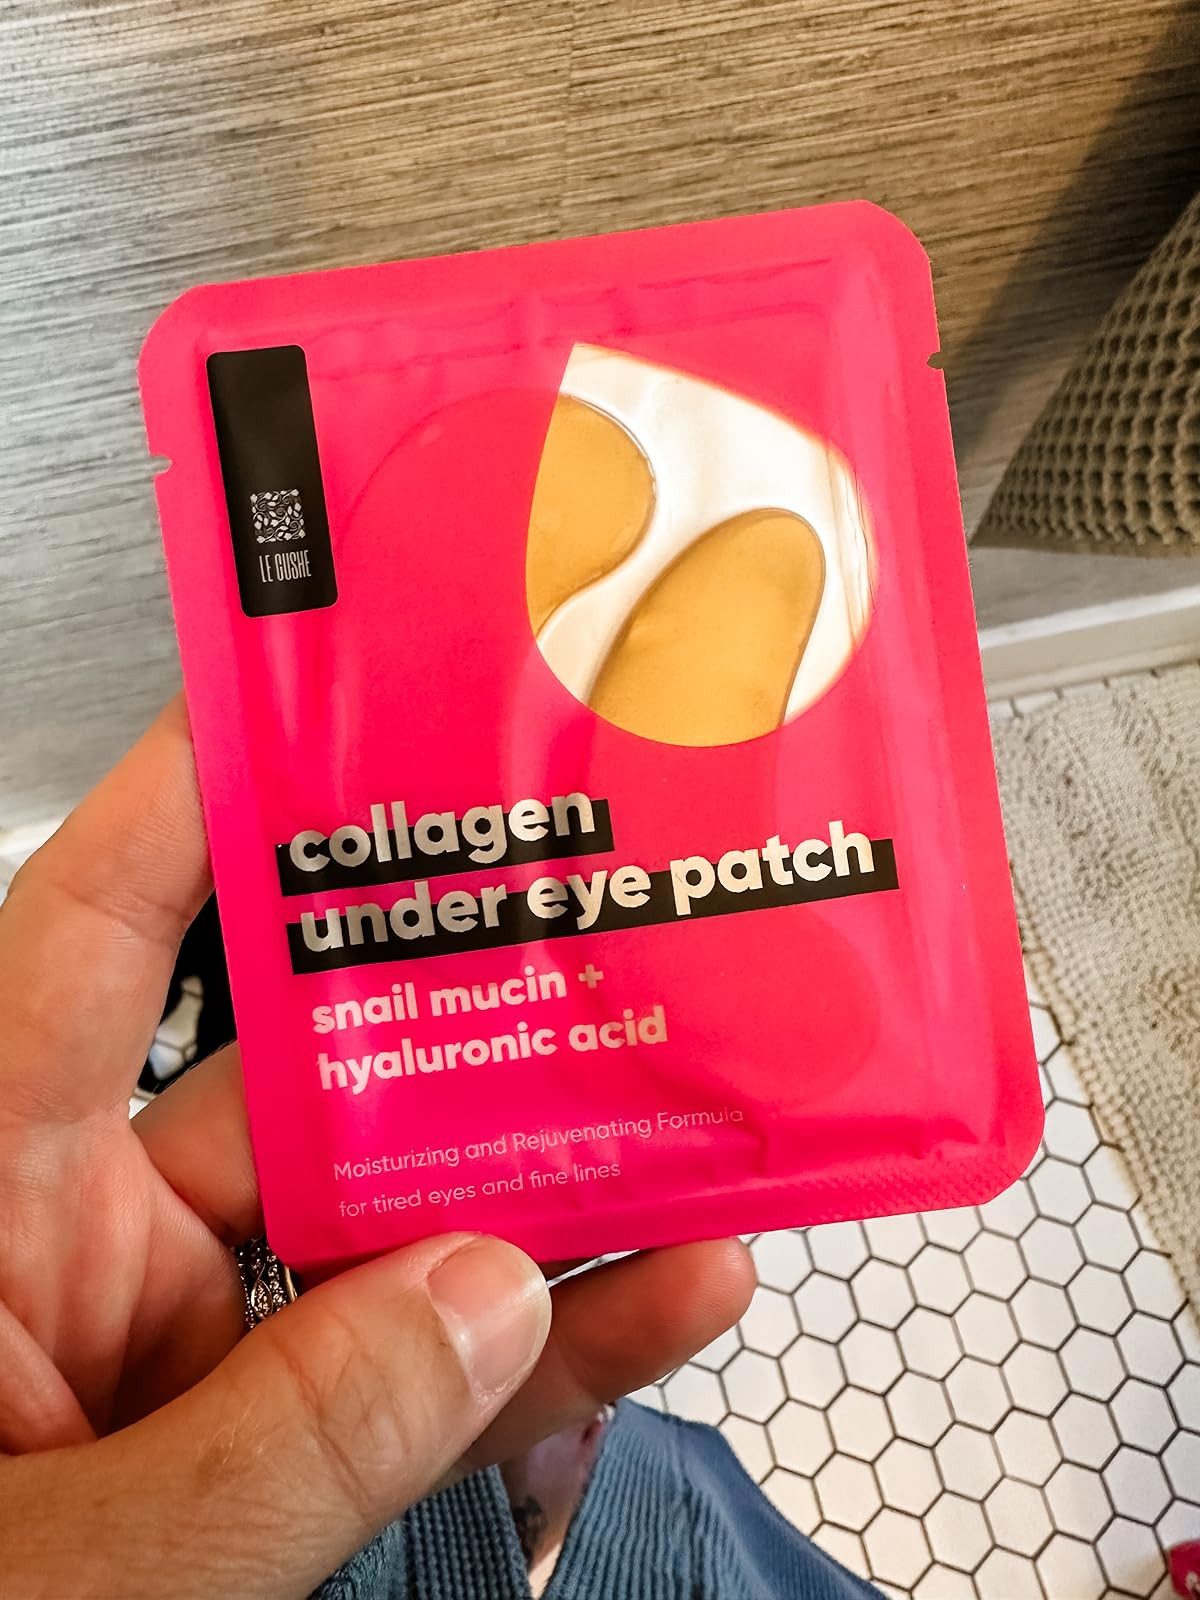 LE GUSHE
collagen
under eye patch
snail mucin +
hyaluronic acid
Moisturizing and Rejuvenating Formula
for tired eyes and fine lines